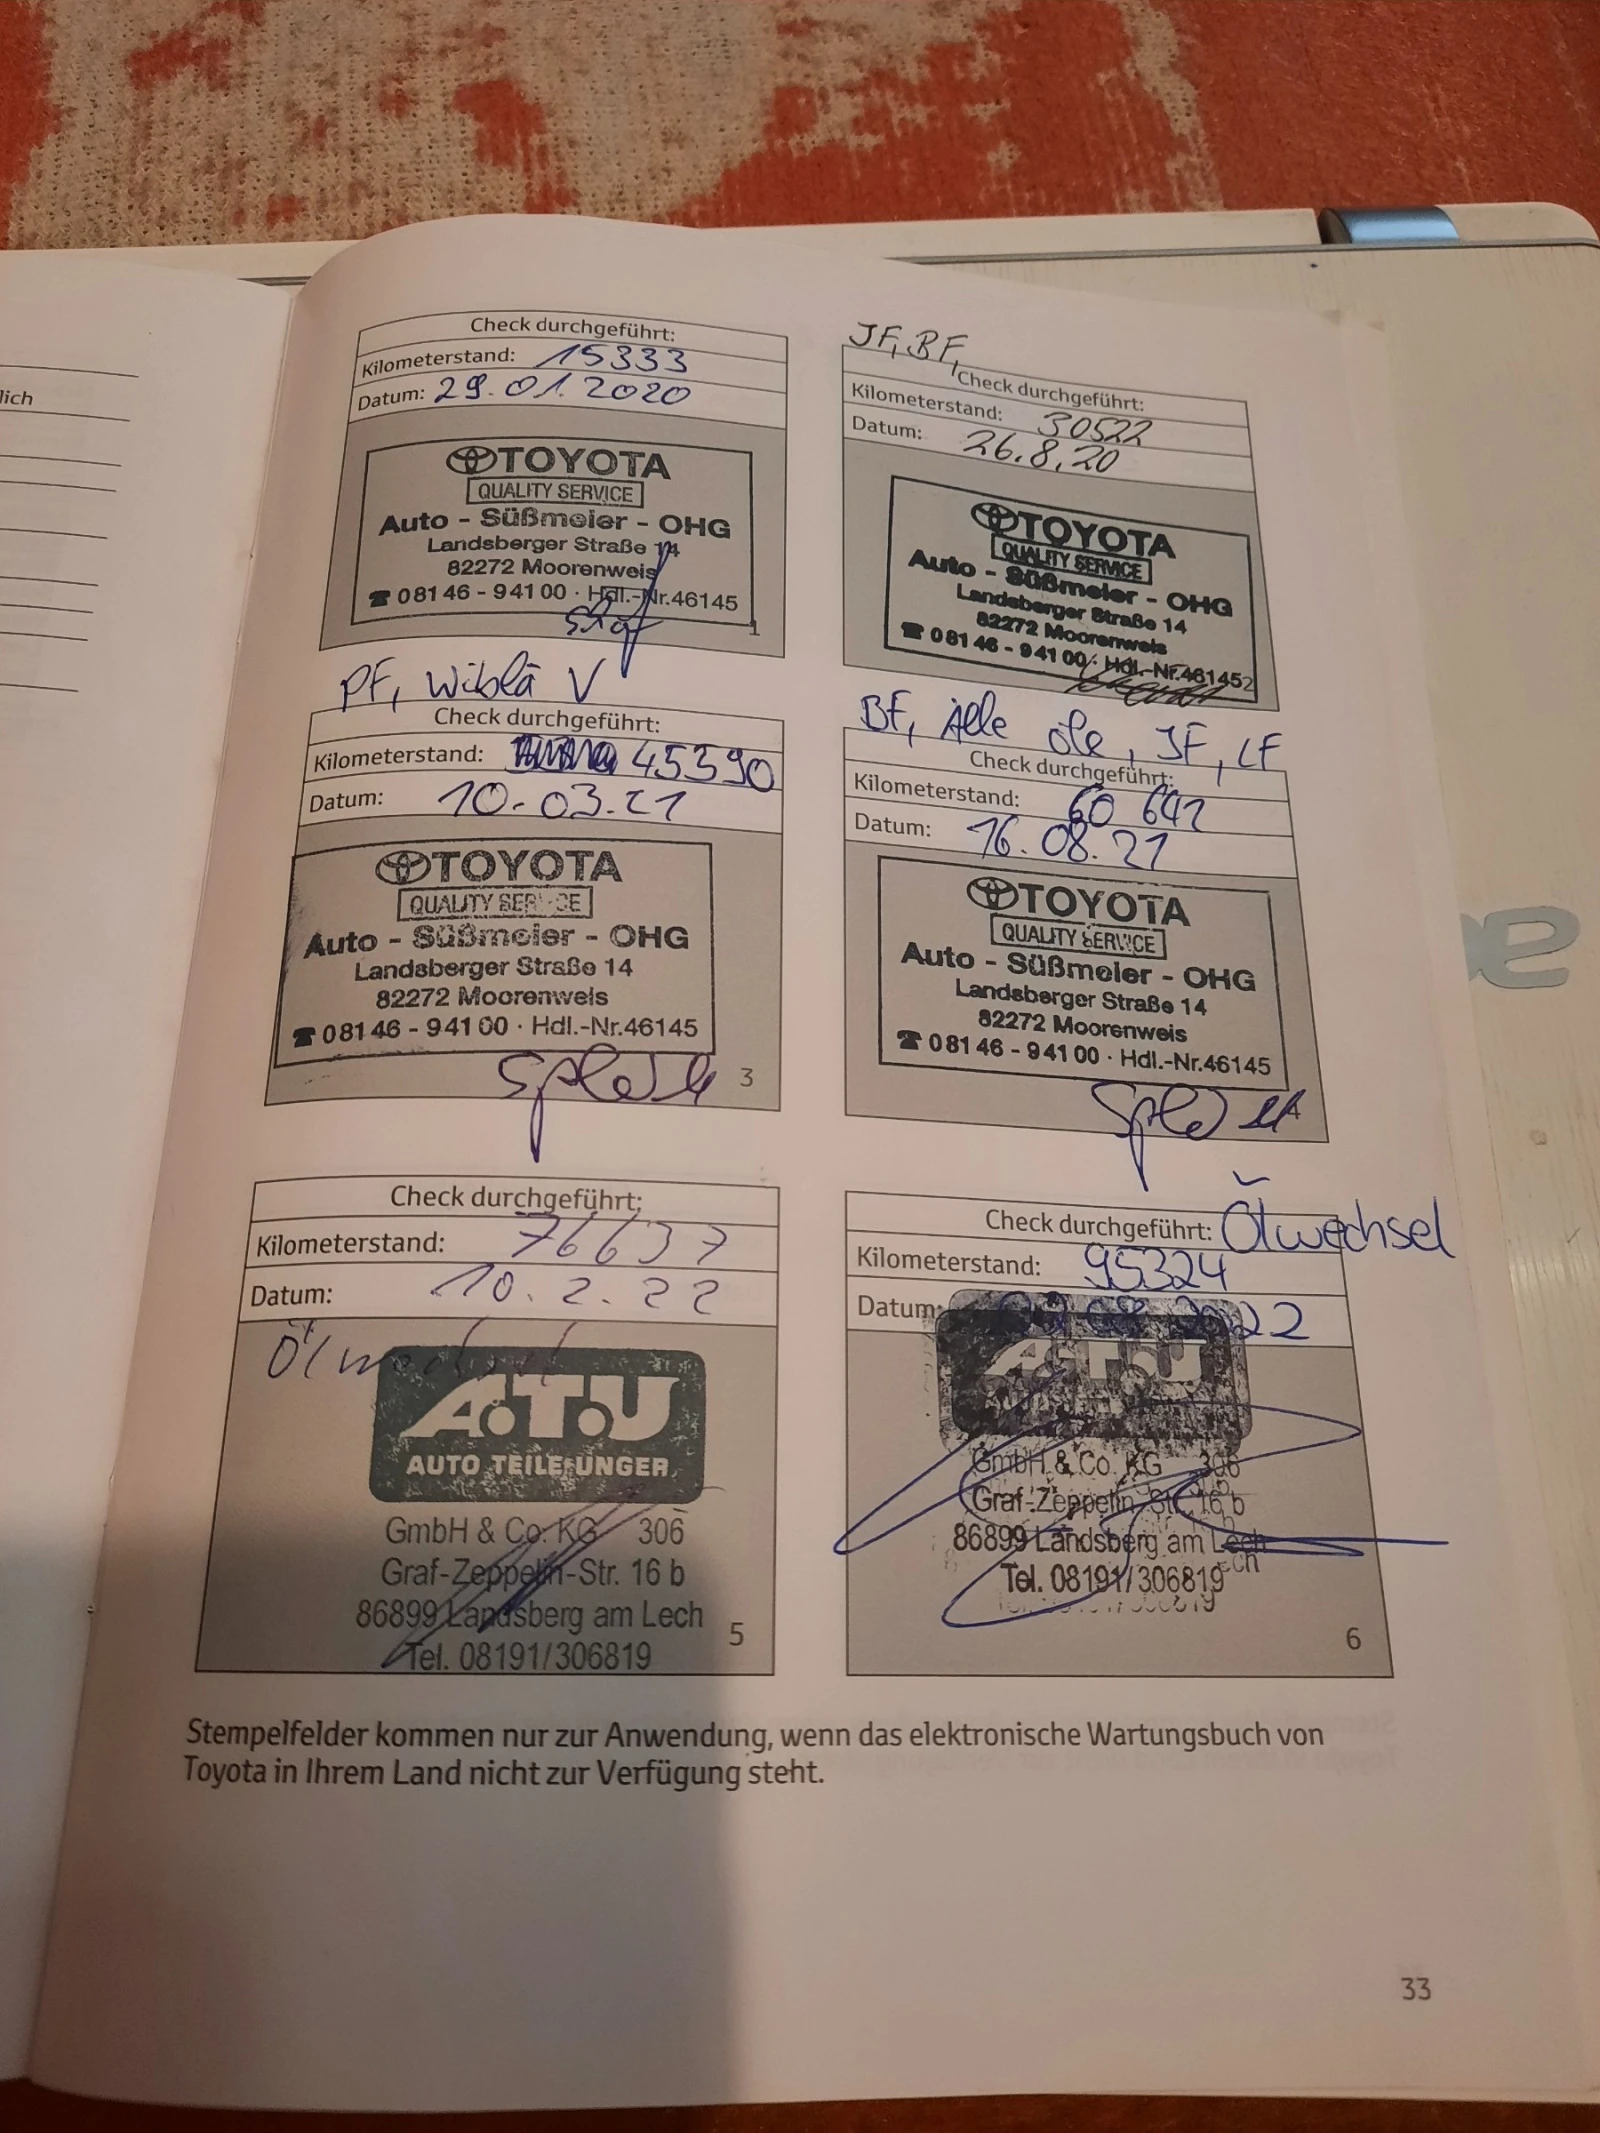 lich
Check durchgeführt:
Kilometerstand: 15333
Datum: 29.01.2020
TOYOTA
QUALITY SERVICE
Auto - Süßmeier - OHG
Landsberger Straße 14
82272 Moorenweis
☎ 08146 - 94100 · Hdl.-Nr.46145
1
JF, BF,
Check durchgeführt:
Kilometerstand: 30522
Datum: 26.8.20
TOYOTA
QUALITY SERVICE
Auto - Süßmeier - OHG
Landsberger Straße 14
82272 Moorenweis
☎ 08146 - 94100 · Hdl.-Nr.46145
2
PF, Wiblä V
Check durchgeführt:
Kilometerstand: 45390
Datum: 10.03.21
TOYOTA
QUALITY SERVICE
Auto - Süßmeier - OHG
Landsberger Straße 14
82272 Moorenweis
☎ 08146 - 94100 · Hdl.-Nr.46145
3
BF, Alle öle, JF, LF
Check durchgeführt:
Kilometerstand: 60 641
Datum: 16.08.21
TOYOTA
QUALITY SERVICE
Auto - Süßmeier - OHG
Landsberger Straße 14
82272 Moorenweis
☎ 08146 - 94100 · Hdl.-Nr.46145
4
Check durchgeführt:
Kilometerstand: 76637
Datum: 10.2.22
Ölwechsel
A.T.U
AUTO TEILE UNGER
GmbH & Co. KG 306
Graf-Zeppelin-Str. 16 b
86899 Landsberg am Lech
Tel. 08191/306819
5
Check durchgeführt: Ölwechsel
Kilometerstand: 95324
Datum: 2022
A.T.U
GmbH & Co. KG 306
Graf-Zeppelin-Str. 16 b
86899 Landsberg am Lech
Tel. 08191/306819
6
Stempelfelder kommen nur zur Anwendung, wenn das elektronische Wartungsbuch von
Toyota in Ihrem Land nicht zur Verfügung steht.
33